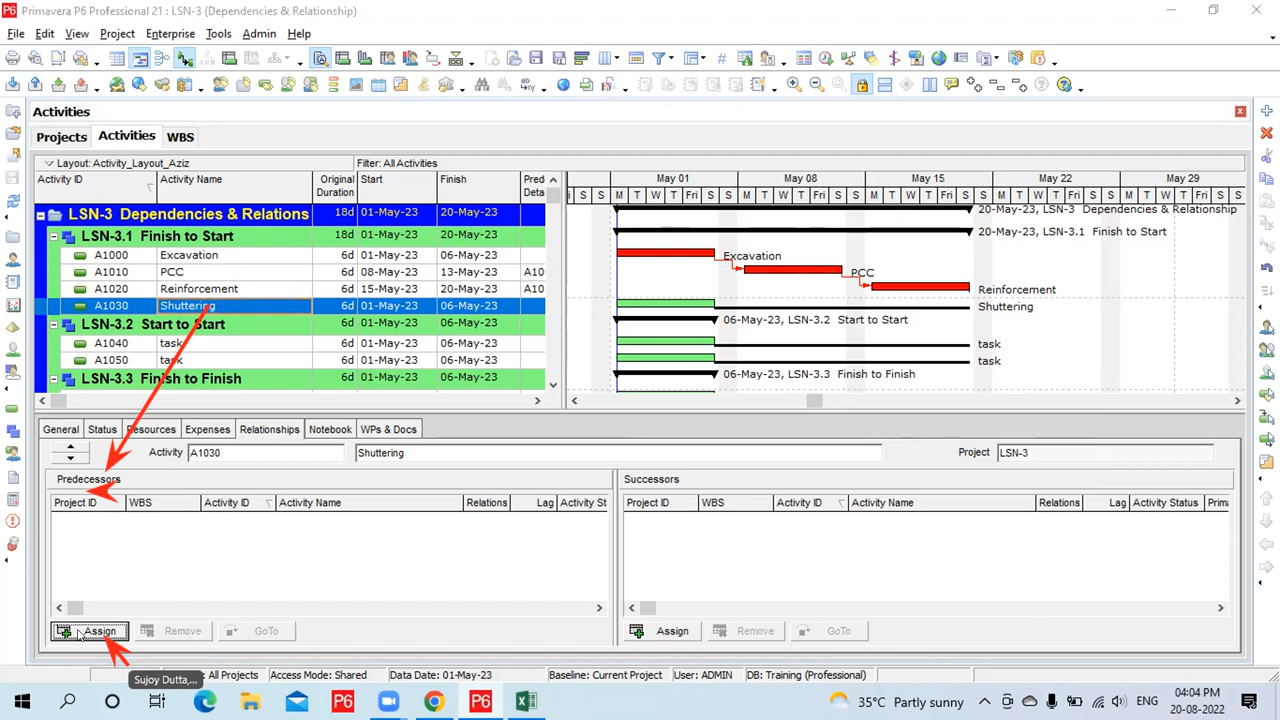 P6 Primavera P6 Professional 21 : LSN-3 (Dependencies & Relationship)
File Edit View Project Enterprise Tools Admin Help
Activities
Projects Activities WBS
Layout: Activity_Layout_Aziz Filter: All Activities
Activity ID Activity Name Original Duration Start Finish Pred Deta
May 01 May 08 May 15 May 22 May 29
S S M T W T Fri S S M T W T Fri S S M T W T Fri S S M T W T Fri S S M T W T Fri S S
LSN-3 Dependencies & Relations 18d 01-May-23 20-May-23
20-May-23, LSN-3 Dependencies & Relationship
LSN-3.1 Finish to Start 18d 01-May-23 20-May-23
20-May-23, LSN-3.1 Finish to Start
A1000 Excavation 6d 01-May-23 06-May-23
Excavation
A1010 PCC 6d 08-May-23 13-May-23 A10
PCC
A1020 Reinforcement 6d 15-May-23 20-May-23 A10
Reinforcement
A1030 Shuttering 6d 01-May-23 06-May-23
Shuttering
LSN-3.2 Start to Start 6d 01-May-23 06-May-23
06-May-23, LSN-3.2 Start to Start
A1040 task 6d 01-May-23 06-May-23
task
A1050 task 6d 01-May-23 06-May-23
task
LSN-3.3 Finish to Finish 6d 01-May-23 06-May-23
06-May-23, LSN-3.3 Finish to Finish
General Status Resources Expenses Relationships Notebook WPs & Docs
Activity A1030 Shuttering Project LSN-3
Predecessors Successors
Project ID WBS Activity ID Activity Name Relations Lag Activity St
Project ID WBS Activity ID Activity Name Relations Lag Activity Status Prima
Assign Remove GoTo Assign Remove GoTo
Sujoy Dutta,...
All Projects Access Mode: Shared Data Date: 01-May-23 Baseline: Current Project User: ADMIN DB: Training (Professional)
P6 P6 35°C Partly sunny ENG
04:04 PM
20-08-2022